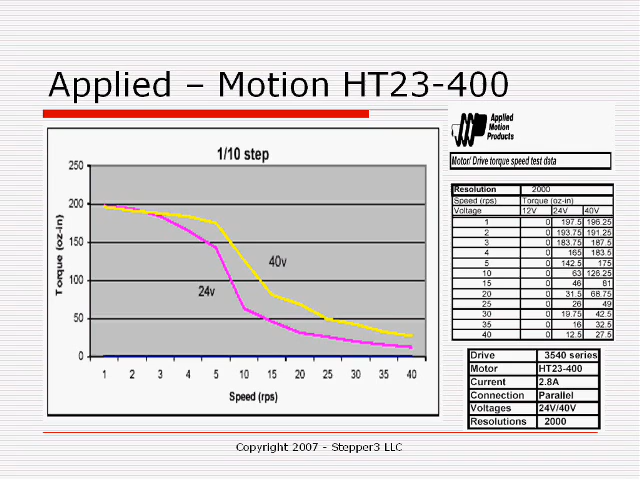 Applied – Motion HT23-400
Applied
Motion
Products
Motor/ Drive torque speed test data
1/10 step
250
200
150
100
50
0
Torque (oz-in)
40v
24v
1 2 3 4 5 10 15 20 25 30 35 40
Speed (rps)
Resolution 2000
Speed (rps) Torque (oz-in)
Voltage 12V 24V 40V
1 0 197.5 196.25
2 0 193.75 191.25
3 0 183.75 187.5
4 0 165 183.5
5 0 142.5 175
10 0 63 126.25
15 0 46 81
20 0 31.5 68.75
25 0 26 49
30 0 19.75 42.5
35 0 16 32.5
40 0 12.5 27.5
Drive 3540 series
Motor HT23-400
Current 2.8A
Connection Parallel
Voltages 24V/40V
Resolutions 2000
Copyright 2007 - Stepper3 LLC